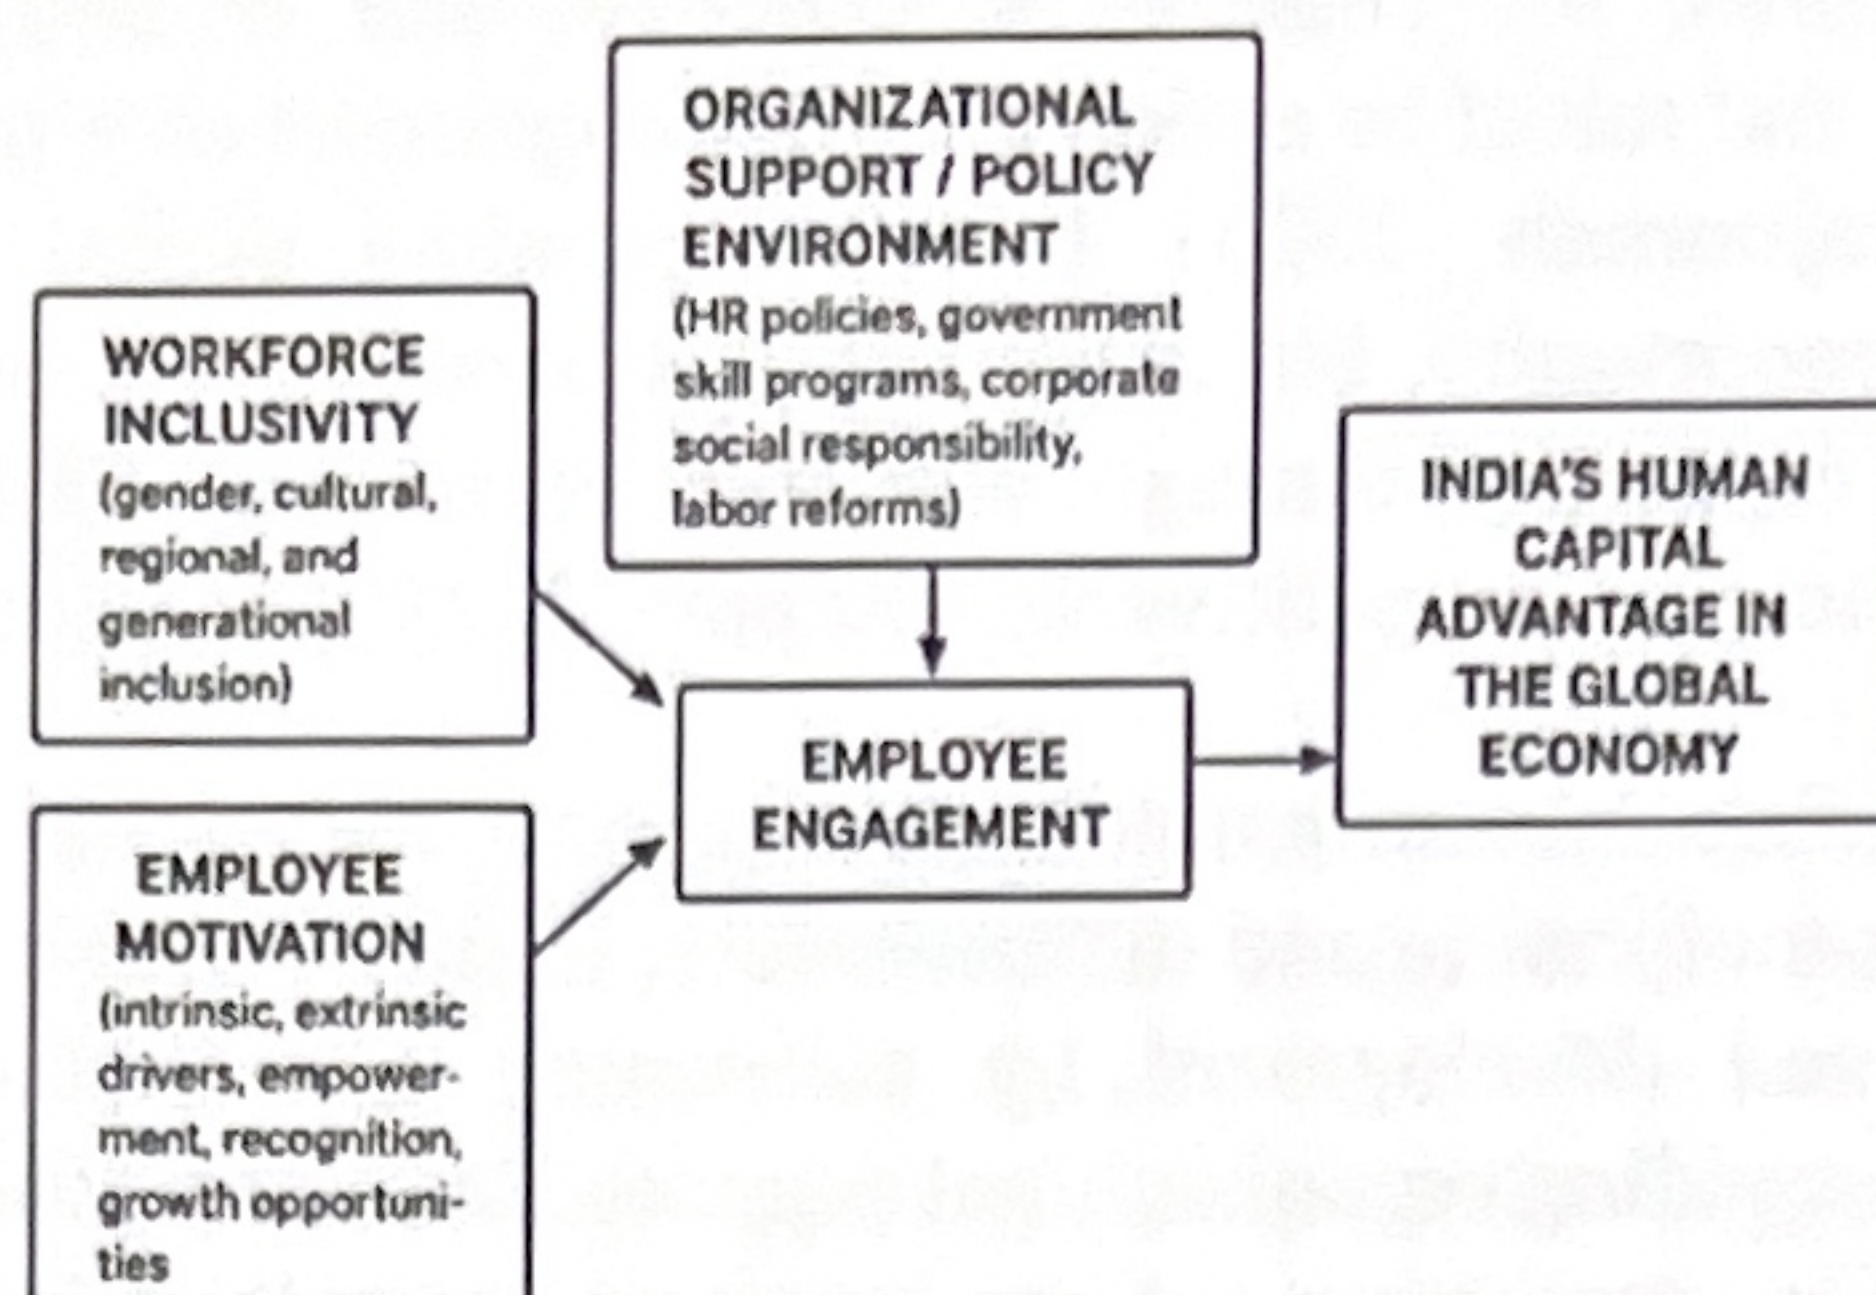 ORGANIZATIONAL
SUPPORT / POLICY
ENVIRONMENT
(HR policies, government
skill programs, corporate
social responsibility,
labor reforms)
WORKFORCE
INCLUSIVITY
(gender, cultural,
regional, and
generational
inclusion)
EMPLOYEE
MOTIVATION
(intrinsic, extrinsic
drivers, empower-
ment, recognition,
growth opportuni-
ties
EMPLOYEE
ENGAGEMENT
INDIA'S HUMAN
CAPITAL
ADVANTAGE IN
THE GLOBAL
ECONOMY